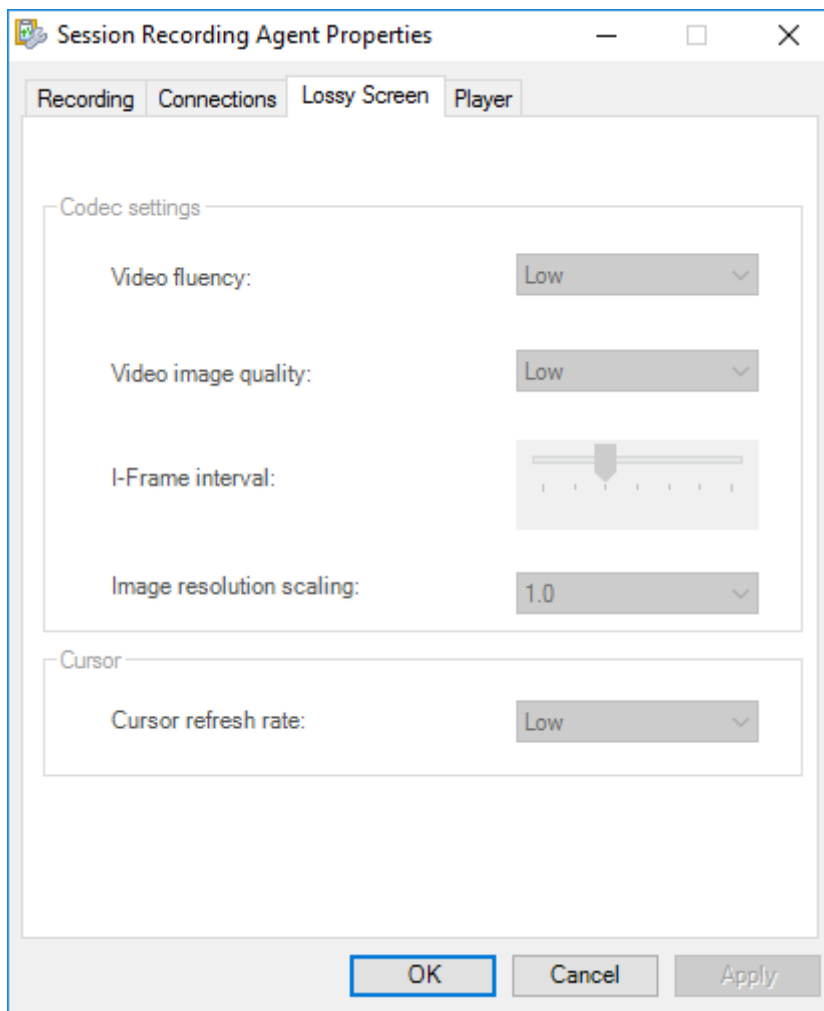 Session Recording Agent Properties
Recording Connections Lossy Screen Player
Codec settings
Video fluency: Low
Video image quality: Low
I-Frame interval:
Image resolution scaling: 1.0
Cursor
Cursor refresh rate: Low
OK Cancel Apply